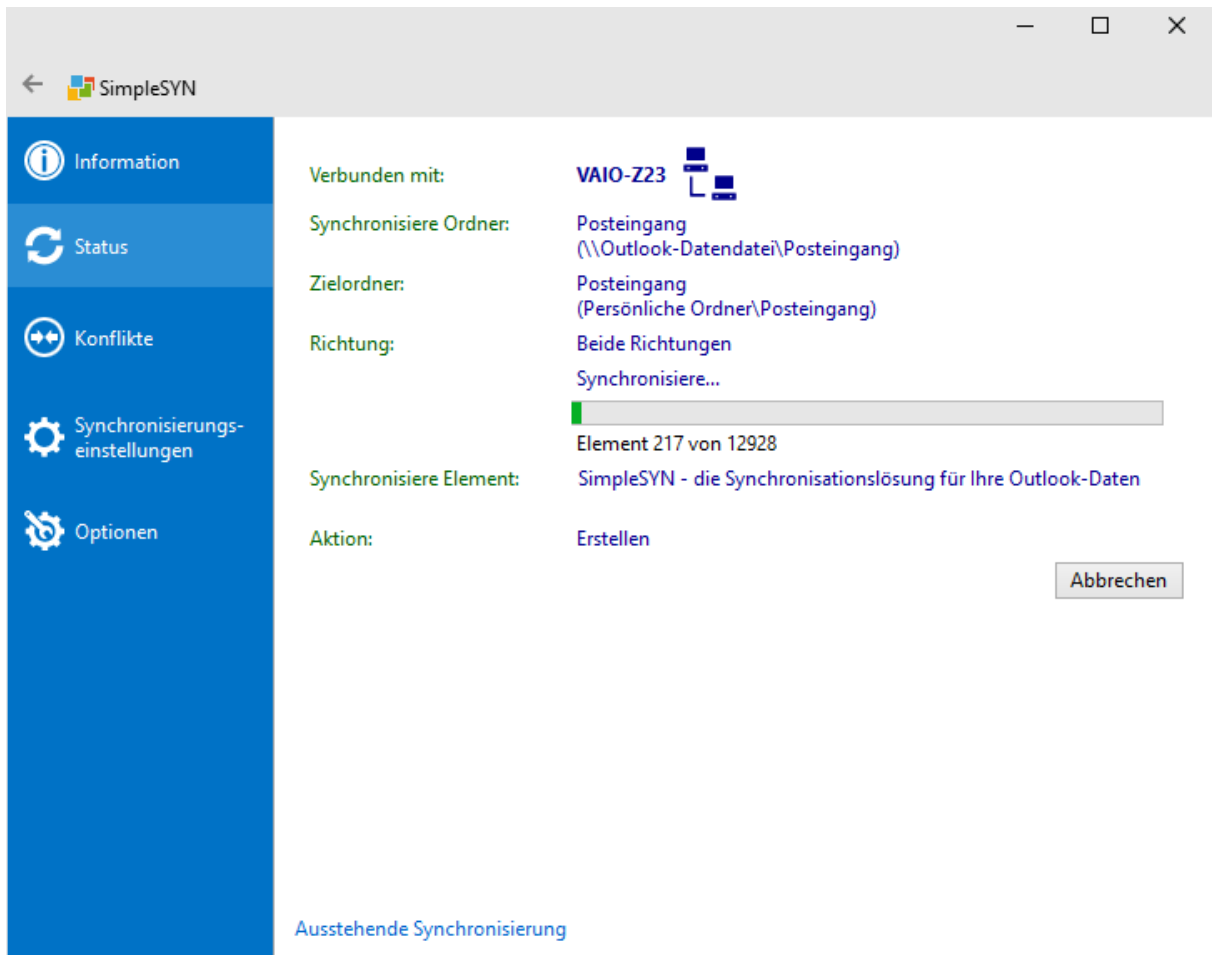 SimpleSYN
Information
Status
Konflikte
Synchronisierungs-
einstellungen
Optionen
Verbunden mit: VAIO-Z23
Synchronisiere Ordner: Posteingang
(\\Outlook-Datendatei\Posteingang)
Zielordner: Posteingang
(Persönliche Ordner\Posteingang)
Richtung: Beide Richtungen
Synchronisiere...
Element 217 von 12928
Synchronisiere Element: SimpleSYN - die Synchronisationslösung für Ihre Outlook-Daten
Aktion: Erstellen
Abbrechen
Ausstehende Synchronisierung